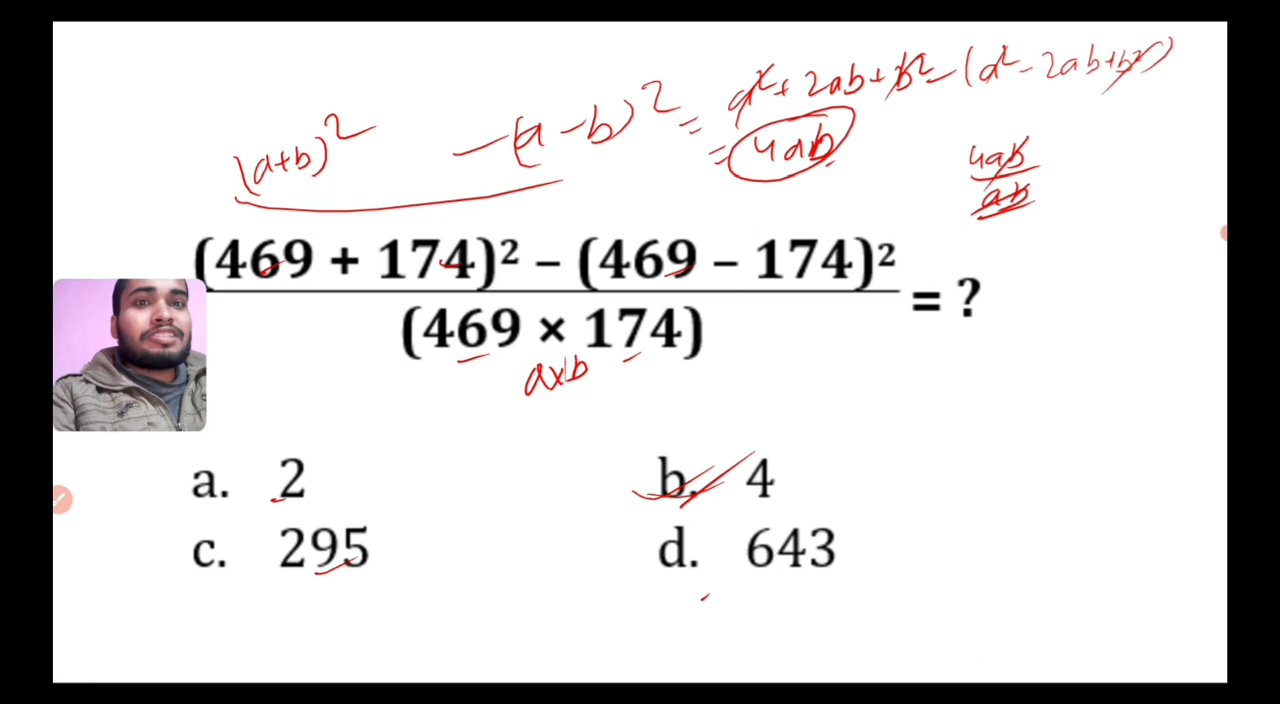 (a+b)² -(a-b)² = a²+2ab+b²-(a²-2ab+b²)
= 4ab
4ab
ab
(469 + 174)² – (469 – 174)²
(469 × 174)
= ?
a×b
a. 2
b. 4
c. 295
d. 643